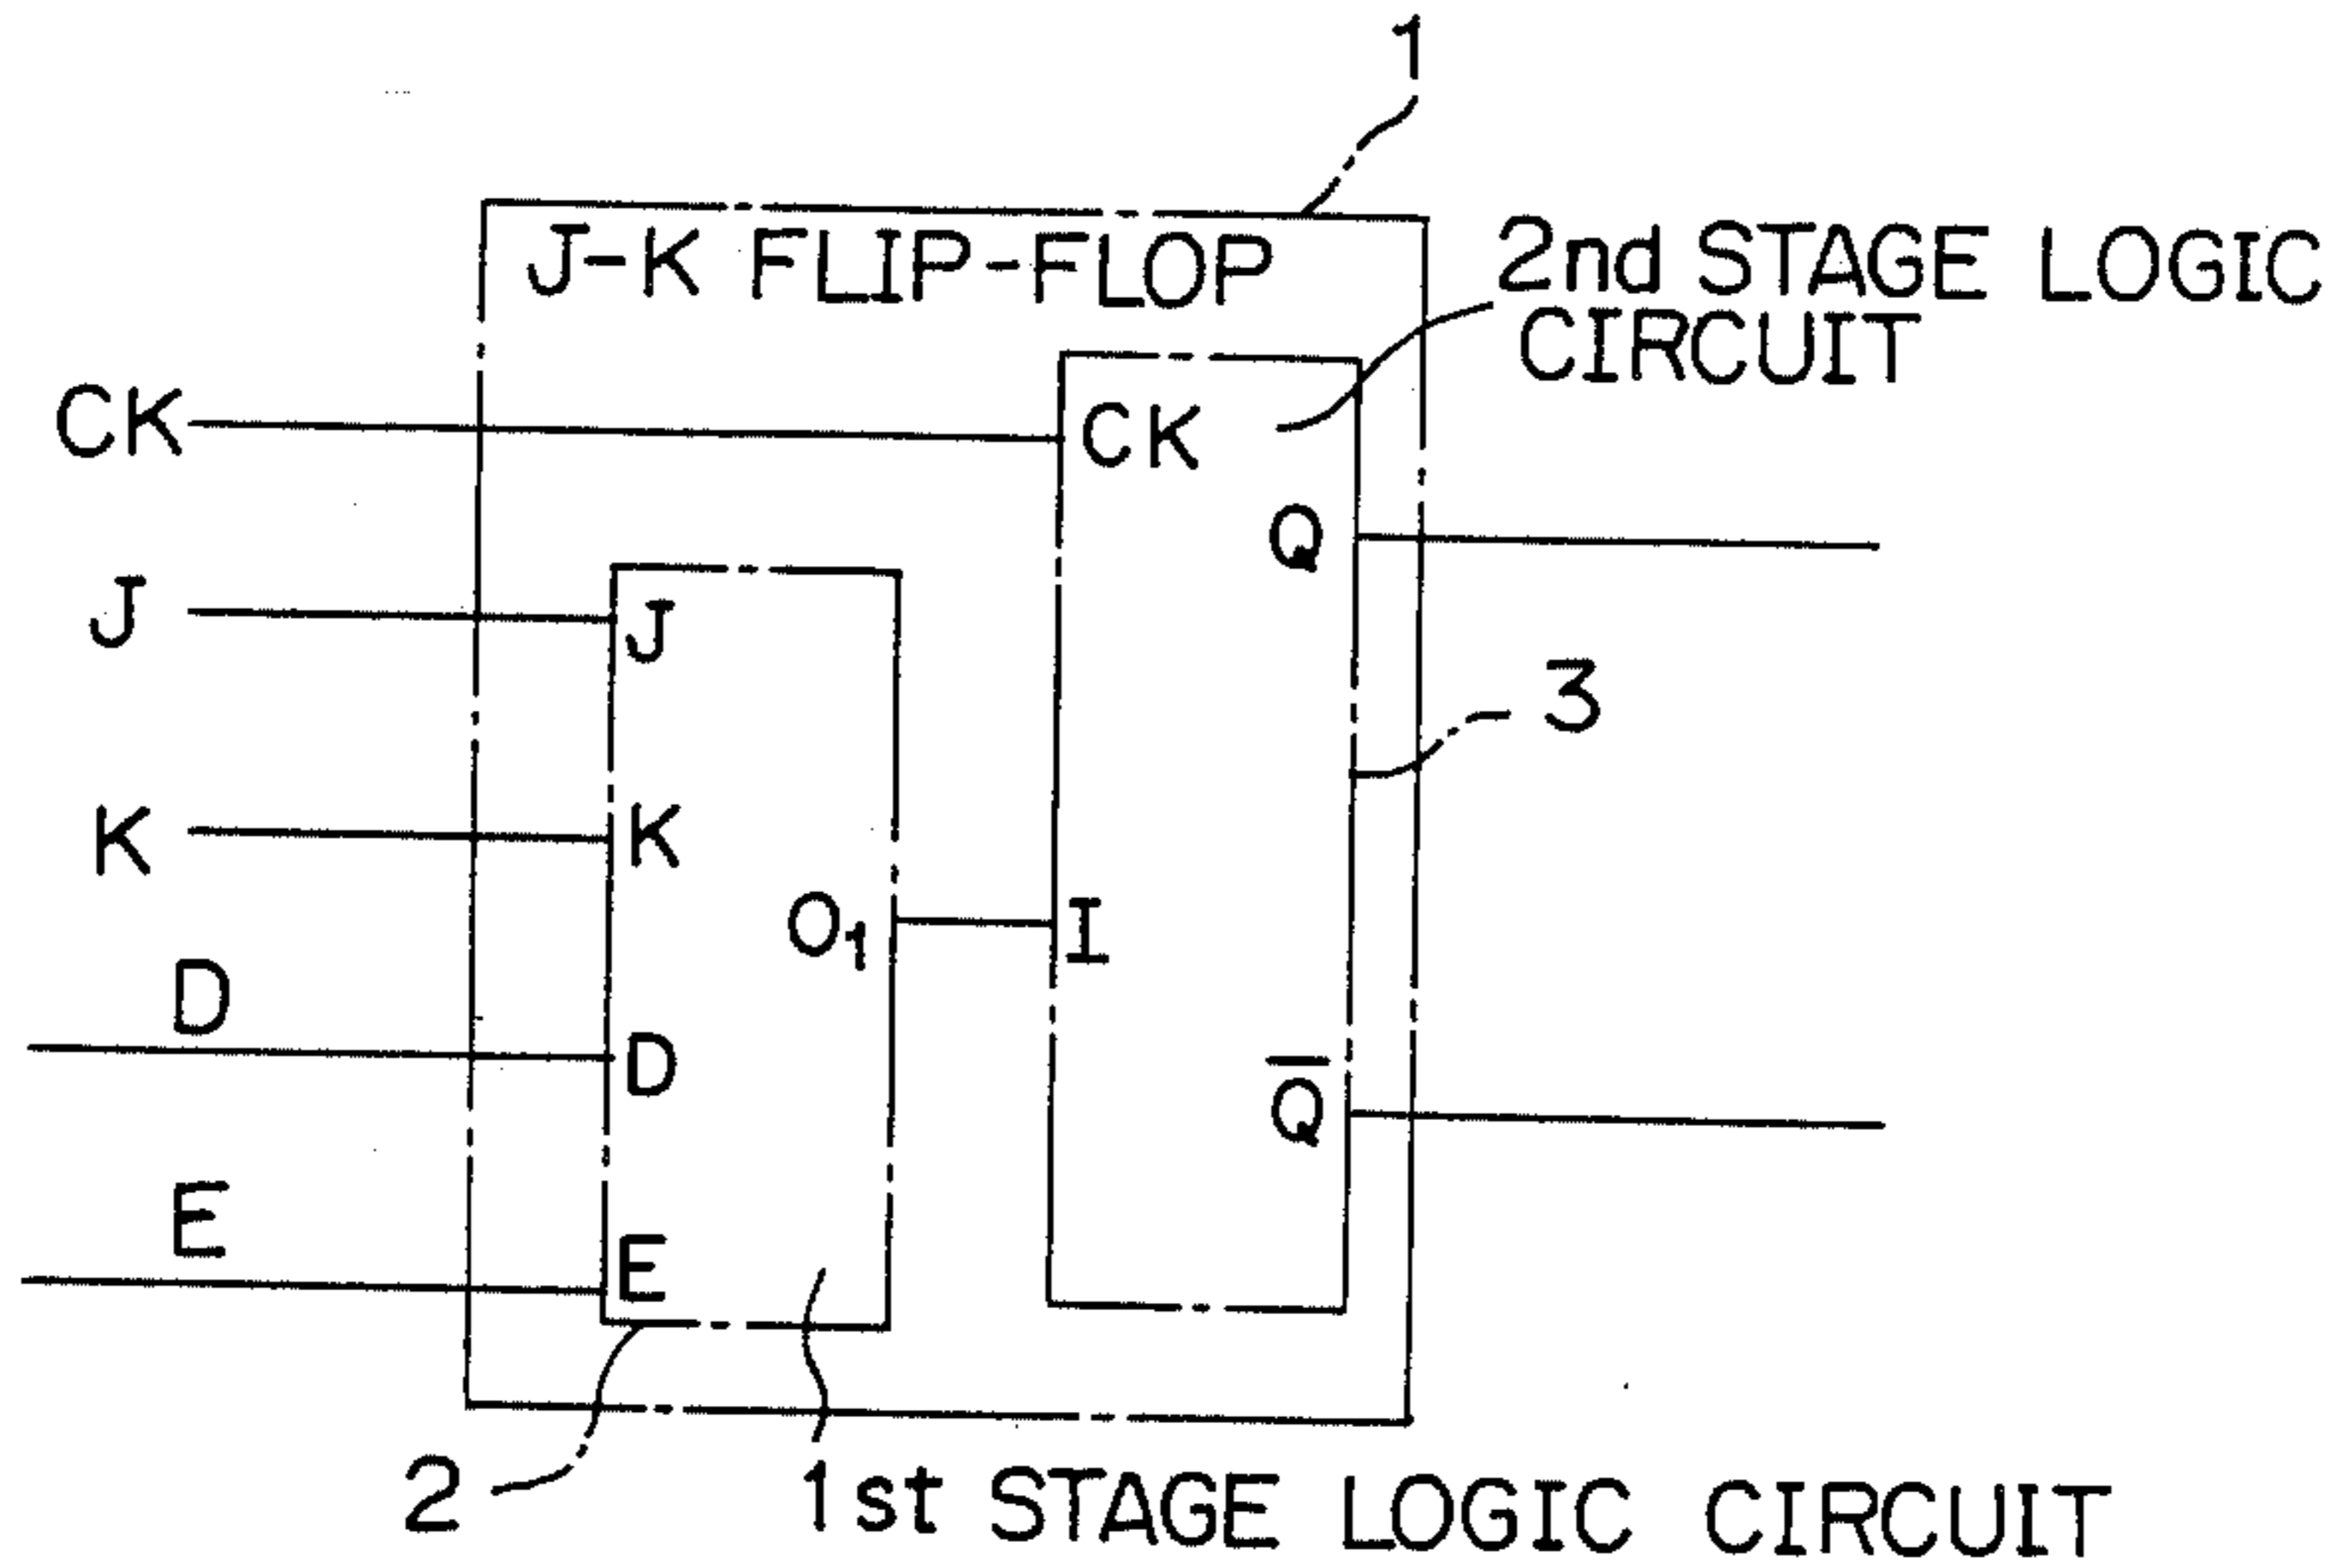 1
J-K FLIP-FLOP
2nd STAGE LOGIC
CIRCUIT
CK
CK
Q
J
J
3
K
K
O₁
I
D
D
Q̅
E
E
2
1st STAGE LOGIC CIRCUIT